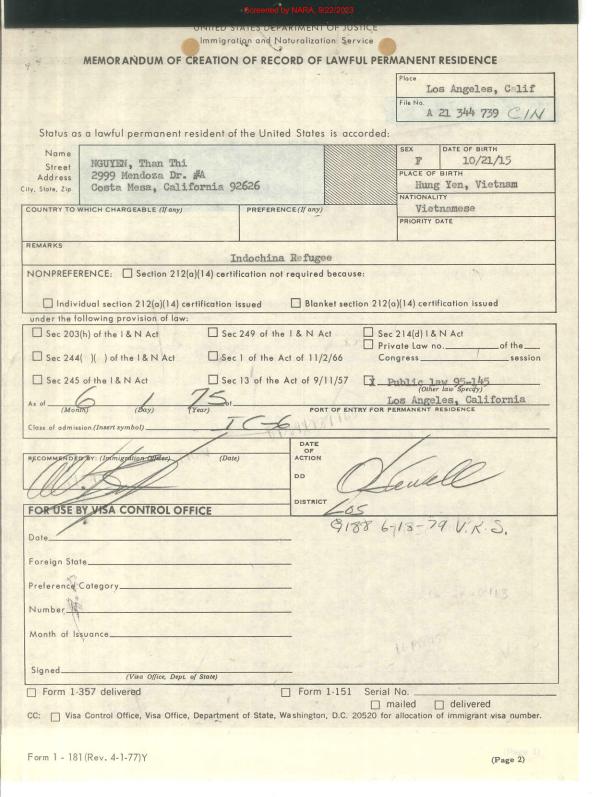 Screened by NARA, 9/22/2023
UNITED STATES DEPARTMENT OF JUSTICE
Immigration and Naturalization Service
MEMORANDUM OF CREATION OF RECORD OF LAWFUL PERMANENT RESIDENCE
Place
Los Angeles, Calif
File No.
A 21 344 739 CIN
Status as a lawful permanent resident of the United States is accorded:
Name
Street
Address
City, State, Zip
NGUYEN, Than Thi
2999 Mendoza Dr. #A
Costa Mesa, California 92626
SEX
F
DATE OF BIRTH
10/21/15
PLACE OF BIRTH
Hung Yen, Vietnam
NATIONALITY
Vietnamese
PRIORITY DATE
COUNTRY TO WHICH CHARGEABLE (If any)
PREFERENCE (If any)
REMARKS
Indochina Refugee
NONPREFERENCE: Section 212(a)(14) certification not required because:
Individual section 212(a)(14) certification issued Blanket section 212(a)(14) certification issued
under the following provision of law:
Sec 203(h) of the I & N Act Sec 249 of the I & N Act Sec 214(d) I & N Act
Private Law no. of the
Sec 244( )( ) of the I & N Act Sec 1 of the Act of 11/2/66 Congress session
Sec 245 of the I & N Act Sec 13 of the Act of 9/11/57 X Public law 95-145
(Other law Specify)
As of 6 1 75 at Los Angeles, California
(Month) (Day) (Year) PORT OF ENTRY FOR PERMANENT RESIDENCE
Class of admission (Insert symbol) IC-6
RECOMMENDED BY: (Immigration Officer) (Date)
DATE
OF
ACTION
DD
DISTRICT
LOS
9188 6-18-79 V.K.S.
FOR USE BY VISA CONTROL OFFICE
Date
Foreign State
Preference Category
Number
Month of Issuance
Signed
(Visa Office, Dept. of State)
Form 1-357 delivered Form 1-151 Serial No.
mailed delivered
CC: Visa Control Office, Visa Office, Department of State, Washington, D.C. 20520 for allocation of immigrant visa number.
Form 1 - 181 (Rev. 4-1-77)Y
(Page 2)